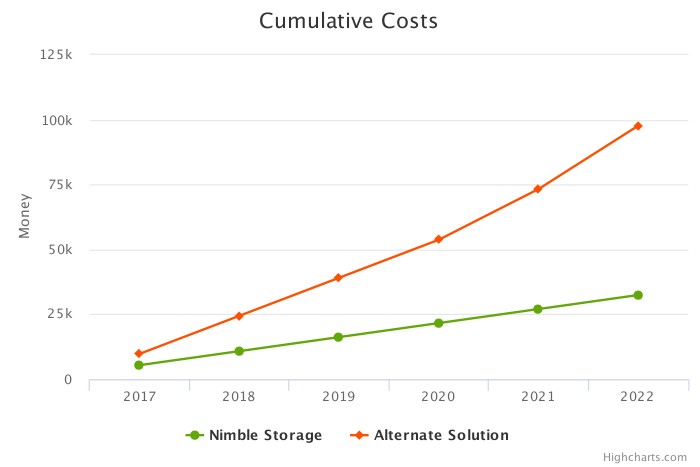 Cumulative Costs
125k
100k
75k
50k
25k
0
Money
2017 2018 2019 2020 2021 2022
Nimble Storage Alternate Solution
Highcharts.com